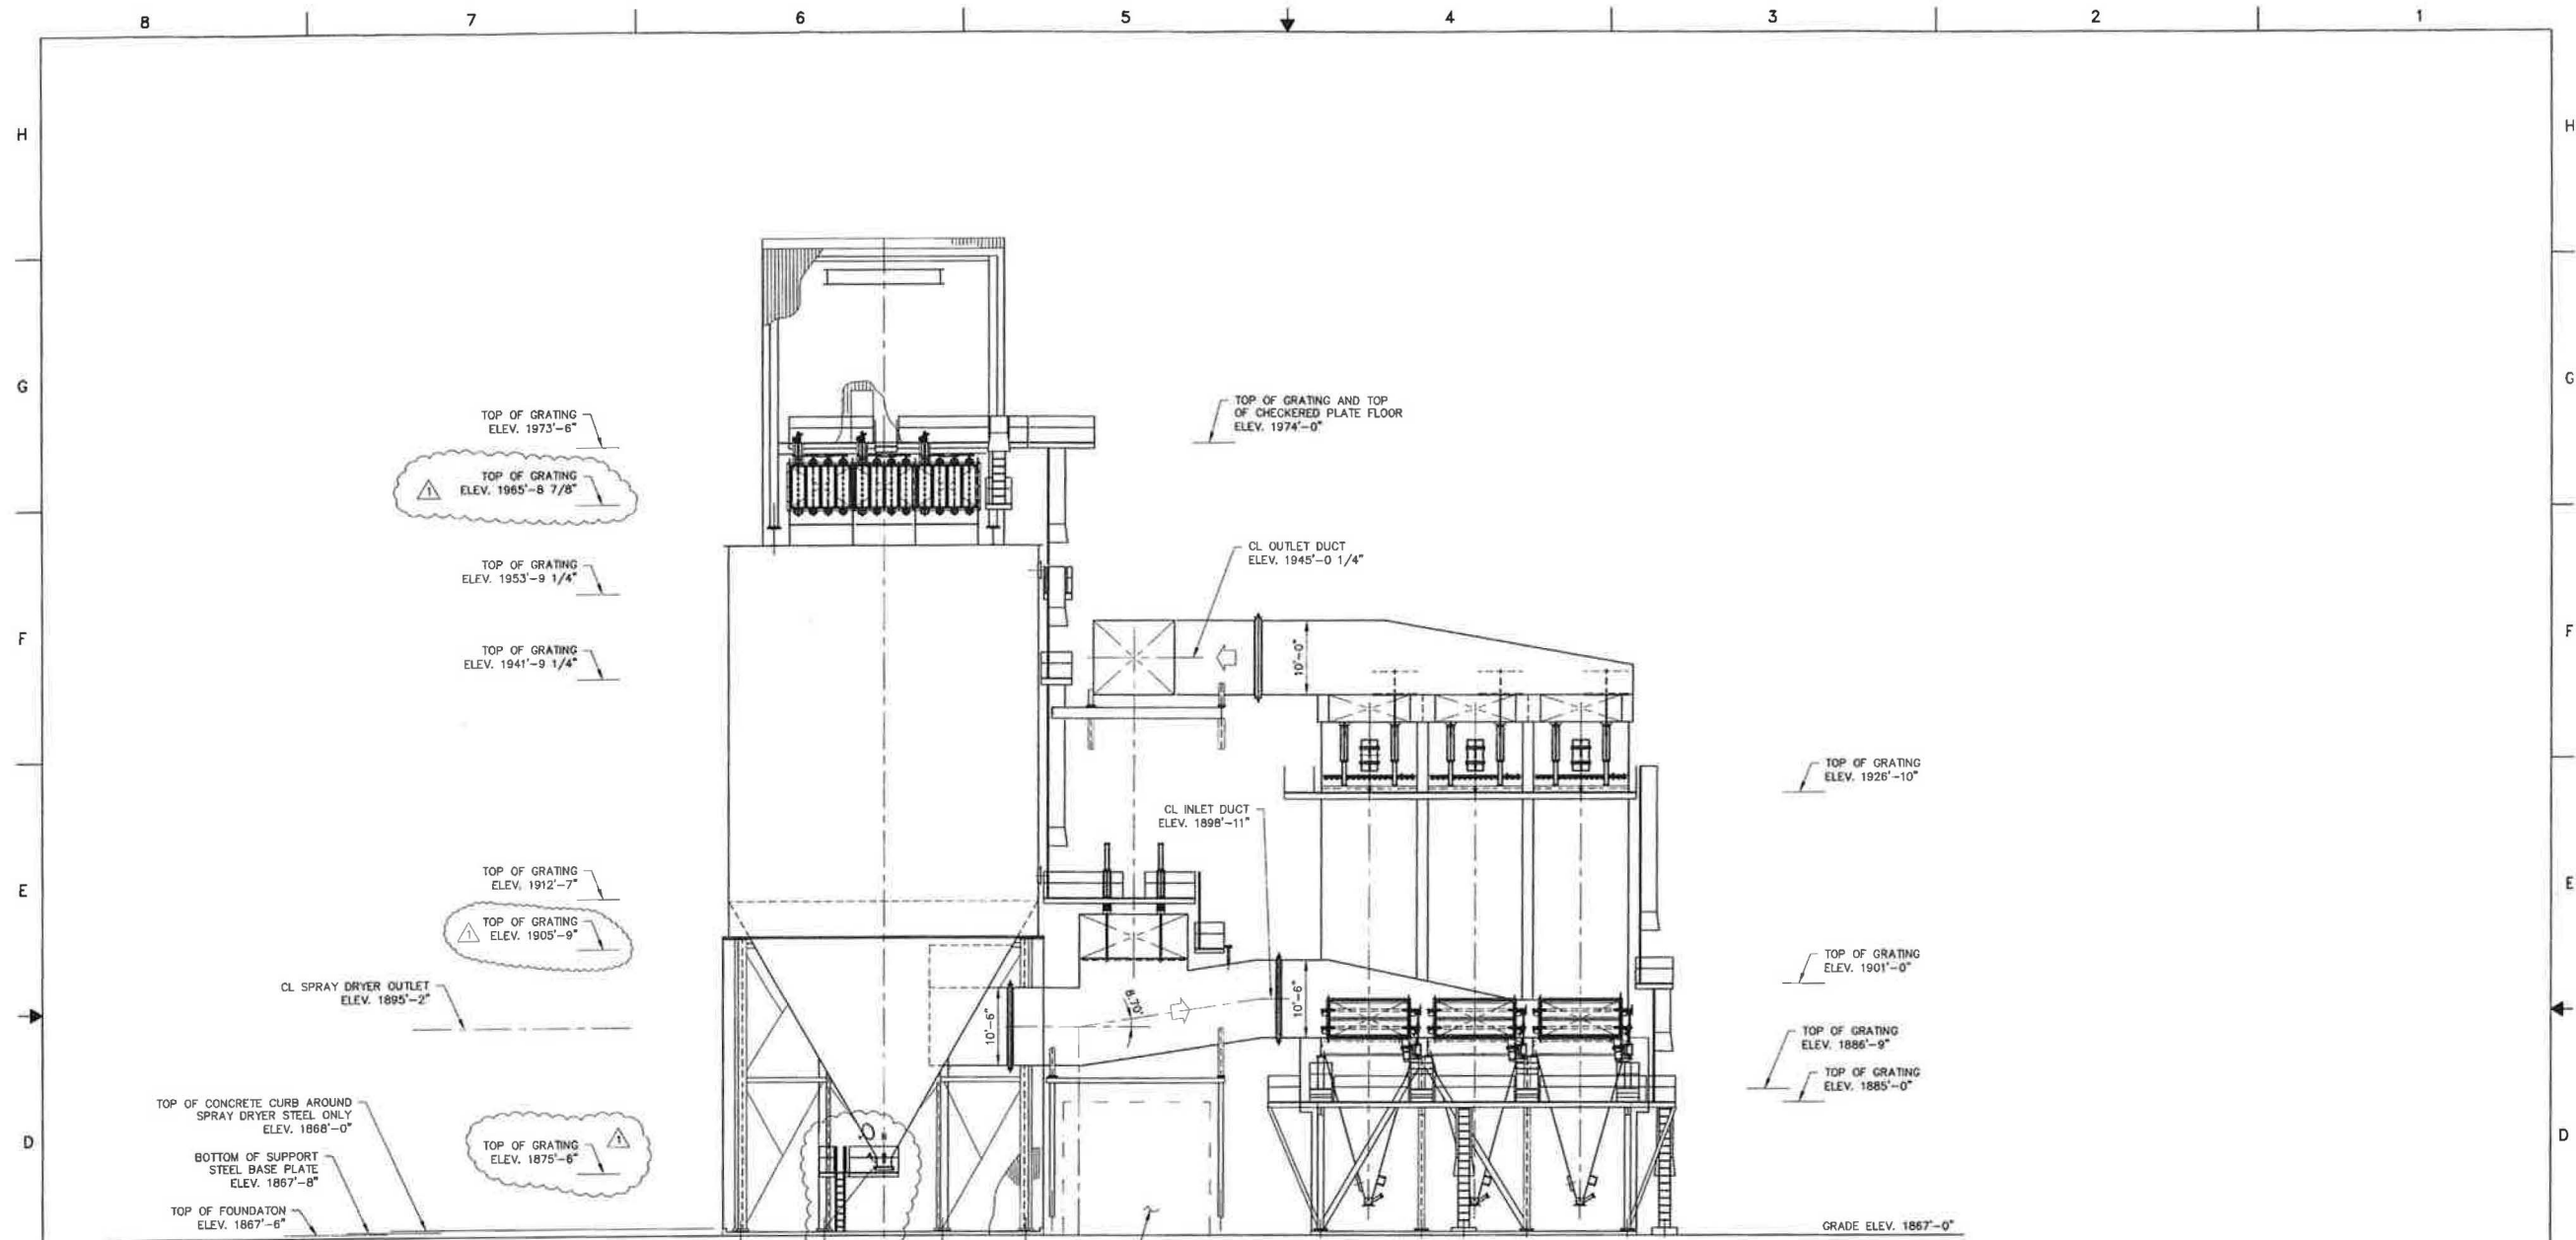 8 7 6 5 4 3 2 1
H
H
G
G
F
F
E
E
D
D
TOP OF GRATING
ELEV. 1973'-6"
1
TOP OF GRATING
ELEV. 1965'-8 7/8"
TOP OF GRATING
ELEV. 1953'-9 1/4"
TOP OF GRATING
ELEV. 1941'-9 1/4"
TOP OF GRATING
ELEV. 1912'-7"
1
TOP OF GRATING
ELEV. 1905'-9"
CL SPRAY DRYER OUTLET
ELEV. 1895'-2"
TOP OF CONCRETE CURB AROUND
SPRAY DRYER STEEL ONLY
ELEV. 1868'-0"
TOP OF GRATING
ELEV. 1875'-6"
1
BOTTOM OF SUPPORT
STEEL BASE PLATE
ELEV. 1867'-8"
TOP OF FOUNDATON
ELEV. 1867'-6"
TOP OF GRATING AND TOP
OF CHECKERED PLATE FLOOR
ELEV. 1974'-0"
CL OUTLET DUCT
ELEV. 1945'-0 1/4"
10'-0"
CL INLET DUCT
ELEV. 1898'-11"
10'-6"
8.70°
10'-6"
TOP OF GRATING
ELEV. 1926'-10"
TOP OF GRATING
ELEV. 1901'-0"
TOP OF GRATING
ELEV. 1886'-9"
TOP OF GRATING
ELEV. 1885'-0"
GRADE ELEV. 1867'-0"